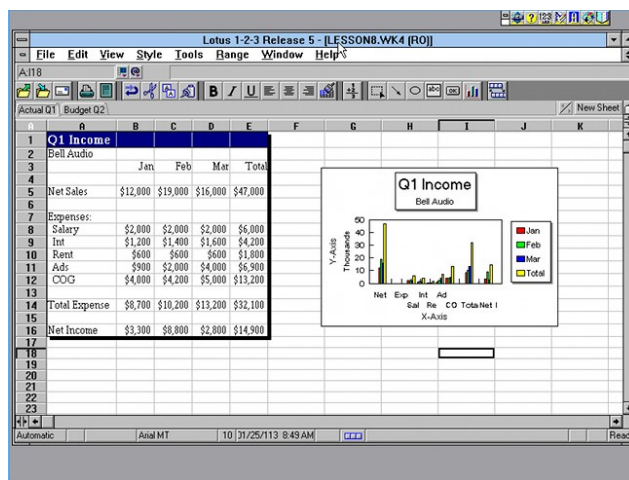 Lotus 1-2-3 Release 5 - [LESSON8.WK4 (RO)]
File Edit View Style Tools Range Window Help
A:I18
B I U
abc OK
Actual Q1 Budget Q2 New Sheet
A A B C D E F G H I J K
1 Q1 Income
2 Bell Audio
3 Jan Feb Mar Total
4
5 Net Sales $12,000 $19,000 $16,000 $47,000
6
7 Expenses:
8 Salary $2,000 $2,000 $2,000 $6,000
9 Int $1,200 $1,400 $1,600 $4,200
10 Rent $600 $600 $600 $1,800
11 Ads $900 $2,000 $4,000 $6,900
12 COG $4,000 $4,200 $5,000 $13,200
13
14 Total Expense $8,700 $10,200 $13,200 $32,100
15
16 Net Income $3,300 $8,800 $2,800 $14,900
17
18
19
20
21
22
23
Q1 Income
Bell Audio
Y-Axis
Thousands
50
40
30
20
10
0
Net Exp Int Ad
Sal Re CO Tota Net I
X-Axis
Jan
Feb
Mar
Total
Automatic Arial MT 10 01/25/113 8:49 AM Read